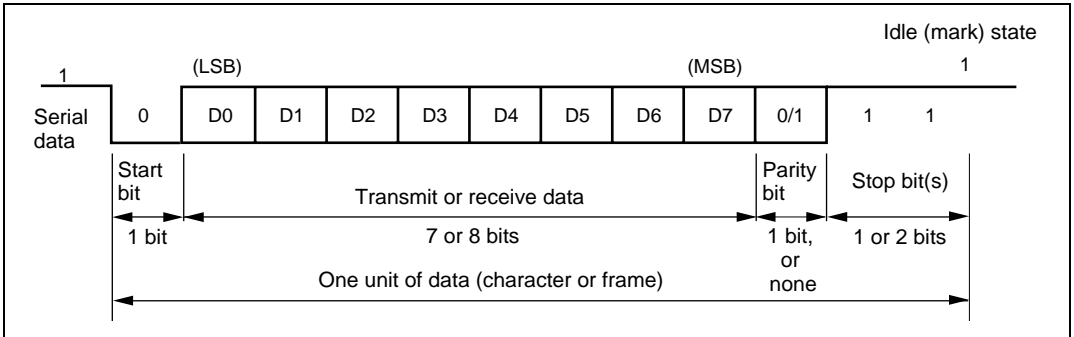 Idle (mark) state
1 (LSB) (MSB) 1
Serial data 0 D0 D1 D2 D3 D4 D5 D6 D7 0/1 1 1
Start bit
Transmit or receive data
Parity bit
Stop bit(s)
1 bit
7 or 8 bits
1 bit, or none
1 or 2 bits
One unit of data (character or frame)